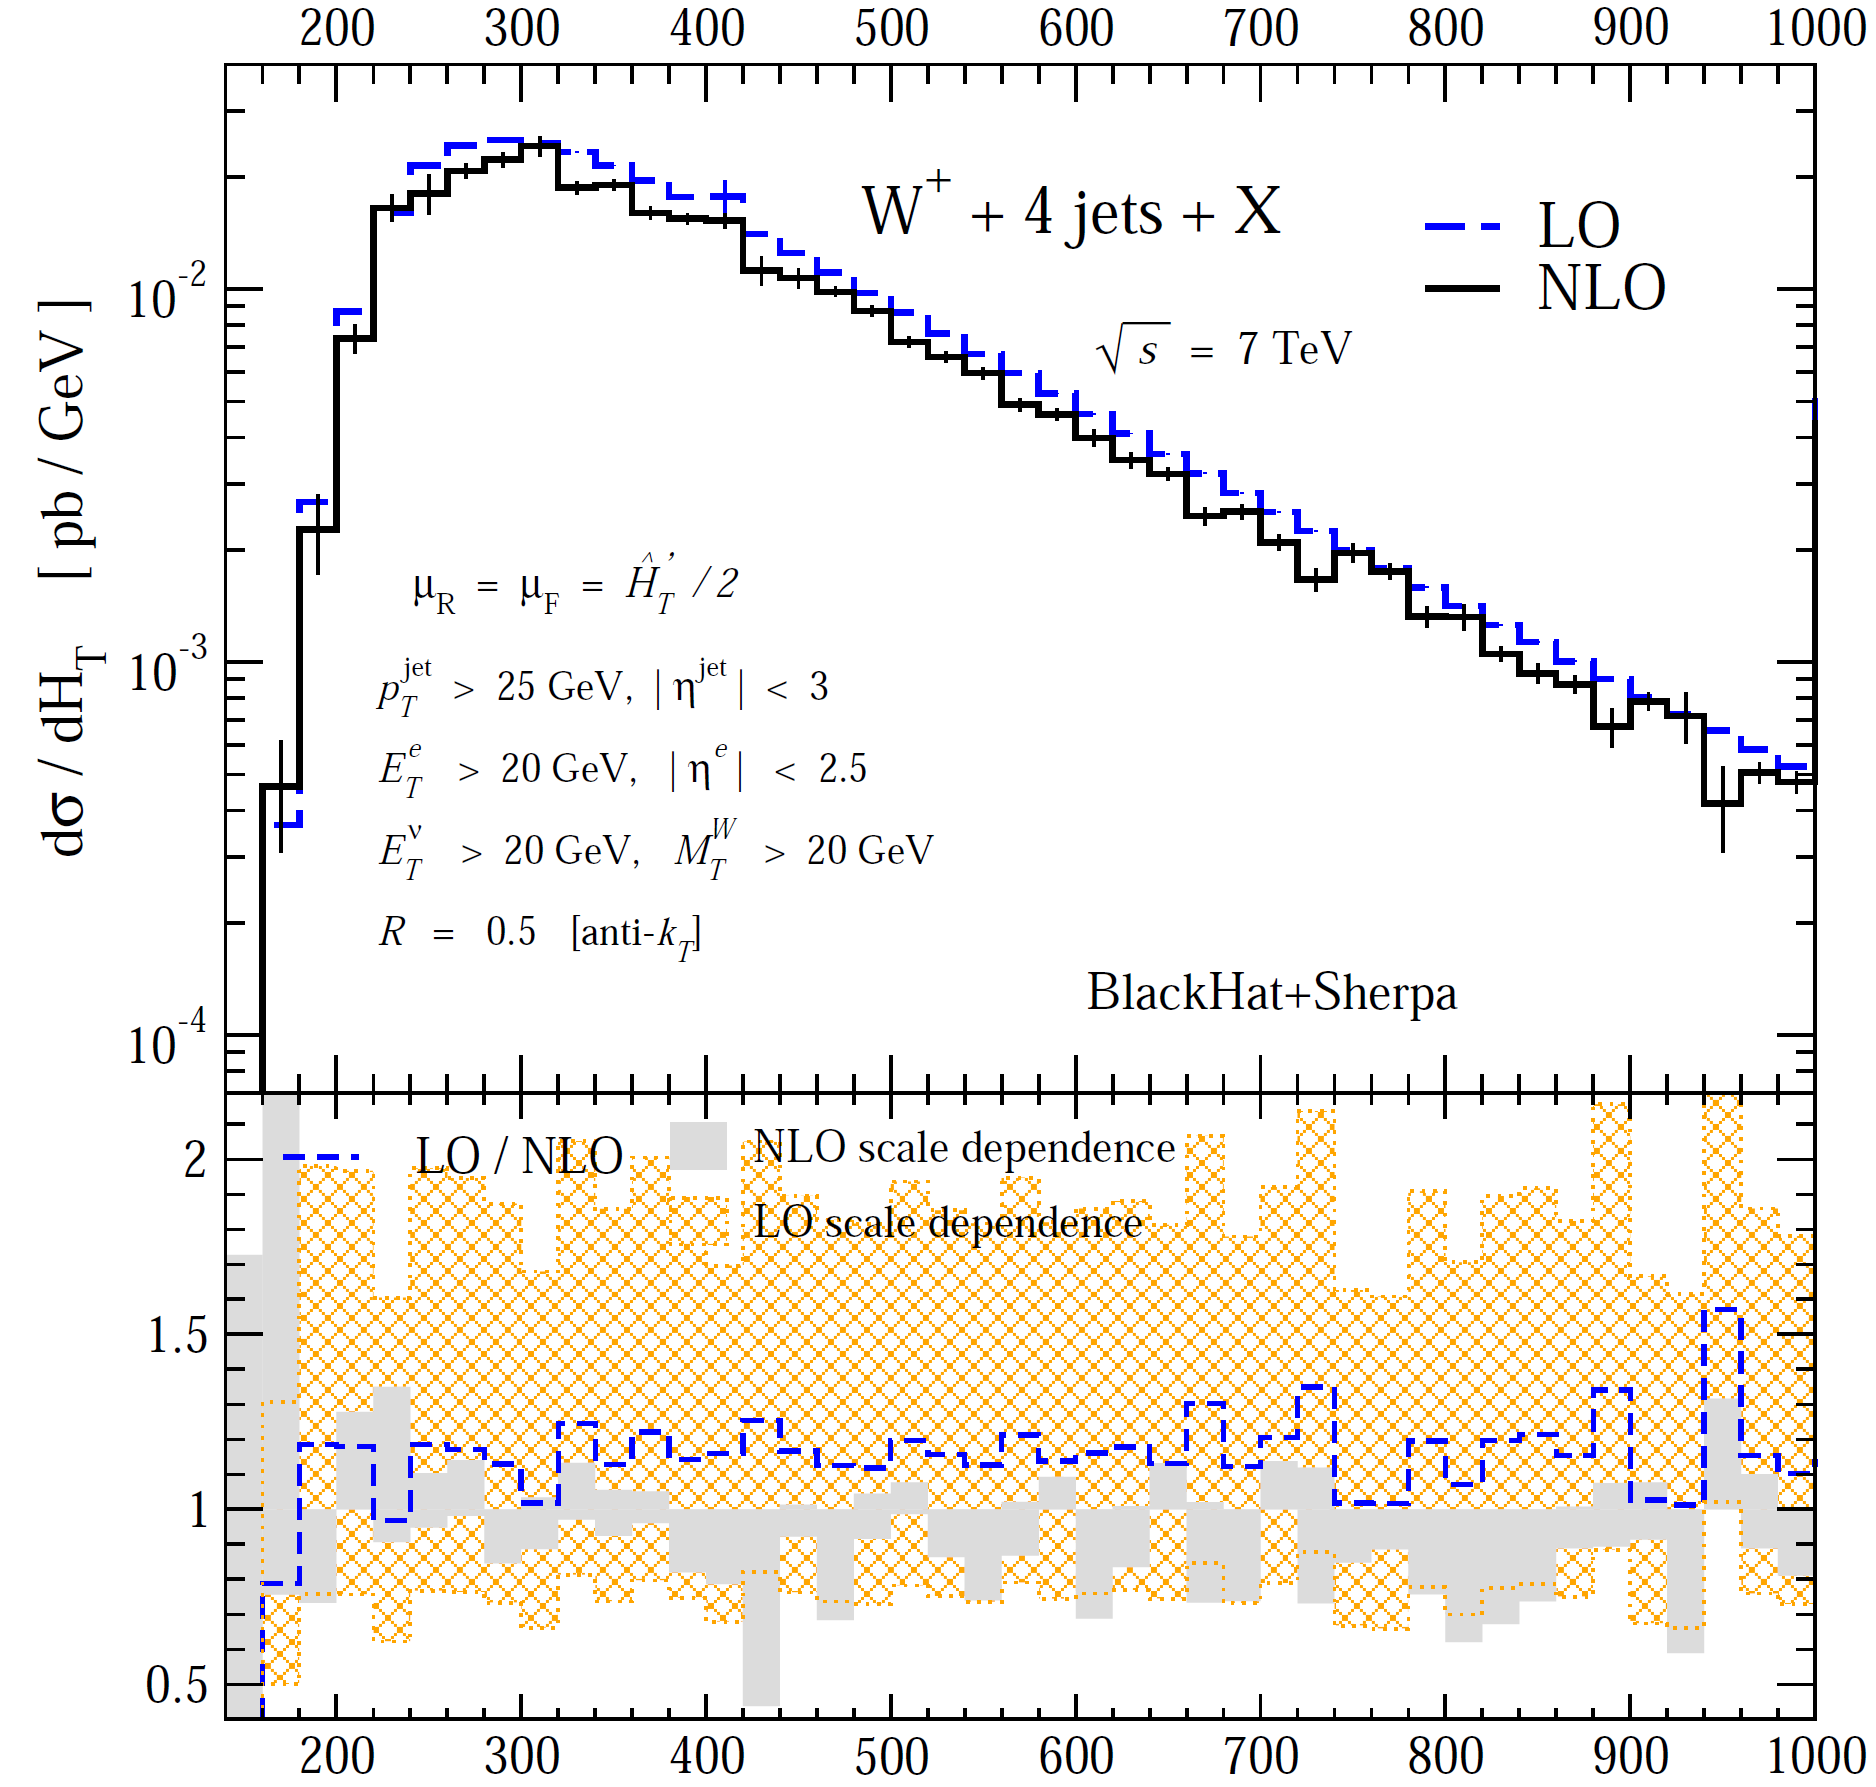 200 300 400 500 600 700 800 900 1000
W+ + 4 jets + X
LO
NLO
√s = 7 TeV
10-2
10-3
10-4
dσ / dHT [ pb / GeV ]
μR = μF = ĤT' / 2
pTjet > 25 GeV, | ηjet | < 3
ETe > 20 GeV, | ηe | < 2.5
ETν > 20 GeV, MTW > 20 GeV
R = 0.5 [anti-kT]
BlackHat+Sherpa
LO / NLO
NLO scale dependence
LO scale dependence
2
1.5
1
0.5
200 300 400 500 600 700 800 900 1000